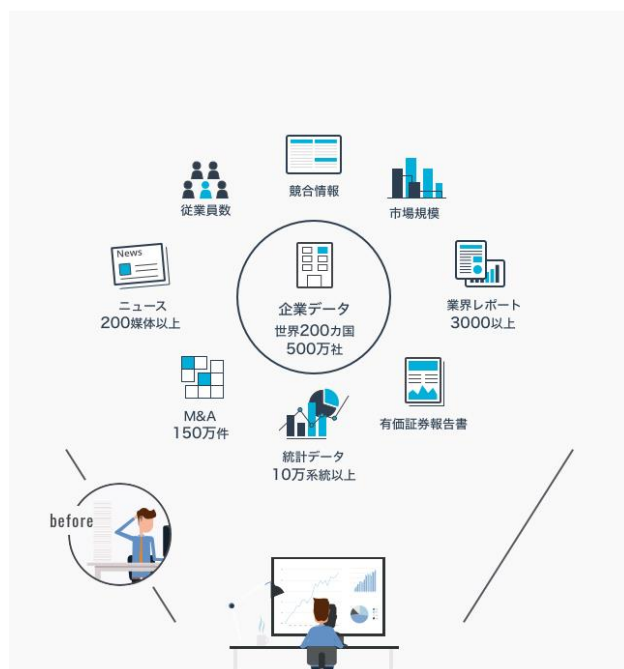 競合情報
従業員数
市場規模
News
ニュース
200媒体以上
企業データ
世界200カ国
500万社
業界レポート
3000以上
M&A
150万件
統計データ
10万系統以上
有価証券報告書
before